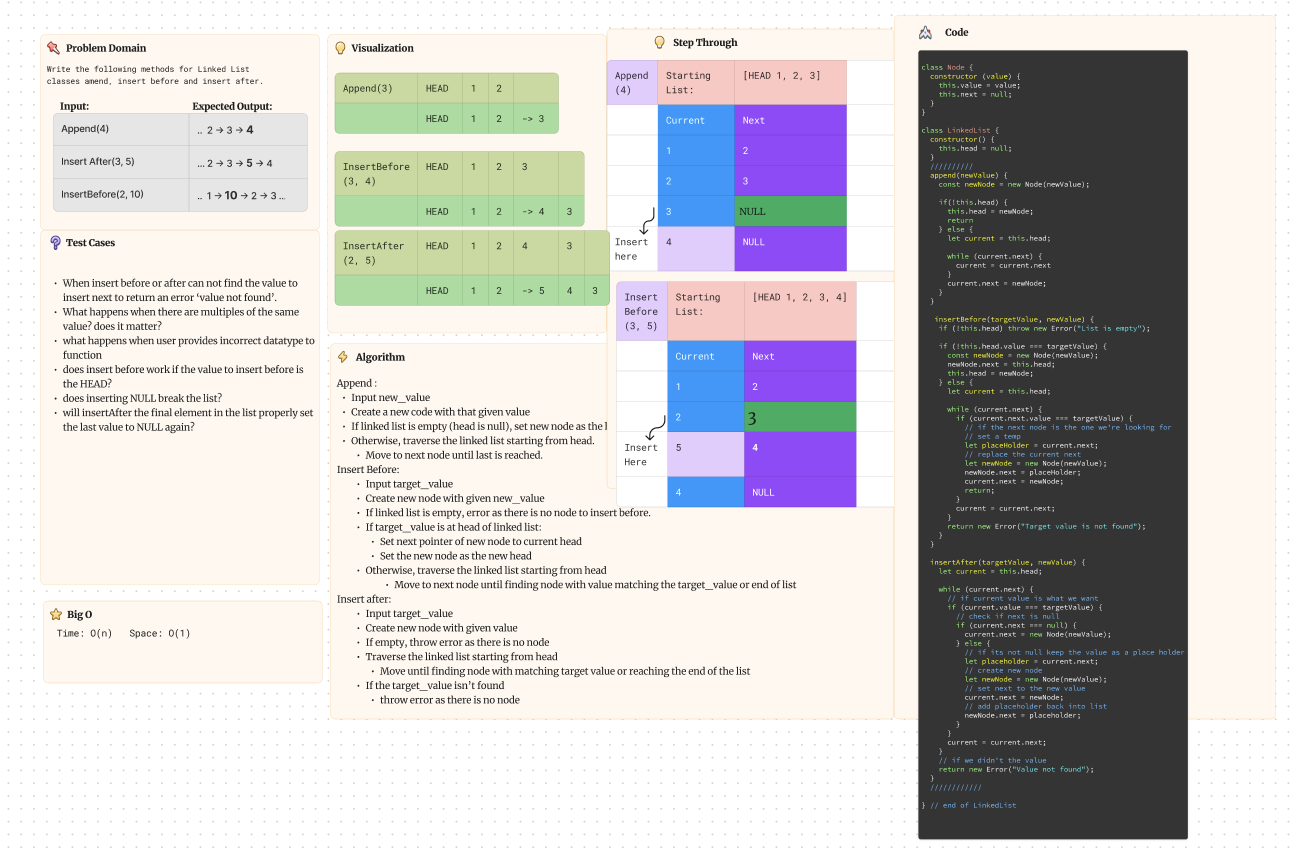 Problem Domain
Write the following methods for Linked List
classes amend, insert before and insert after.
Input: Expected Output:
Append(4) .. 2 → 3 → 4
Insert After(3, 5) ... 2 → 3 → 5 → 4
InsertBefore(2, 10) .. 1 → 10 → 2 → 3 ...
Test Cases
• When insert before or after can not find the value to
insert next to return an error ‘value not found’.
• What happens when there are multiples of the same
value? does it matter?
• what happens when user provides incorrect datatype to
function
• does insert before work if the value to insert before is
the HEAD?
• does inserting NULL break the list?
• will insertAfter the final element in the list properly set
the last value to NULL again?
Big O
Time: O(n) Space: O(1)
Visualization
Append(3) HEAD 1 2
HEAD 1 2 -> 3
InsertBefore HEAD 1 2 3
(3, 4)
HEAD 1 2 -> 4 3
InsertAfter HEAD 1 2 4 3
(2, 5)
HEAD 1 2 -> 5 4 3
Algorithm
Append :
• Input new_value
• Create a new code with that given value
• If linked list is empty (head is null), set new node as the
• Otherwise, traverse the linked list starting from head.
• Move to next node until last is reached.
Insert Before:
• Input target_value
• Create new node with given new_value
• If linked list is empty, error as there is no node to insert before.
• If target_value is at head of linked list:
• Set next pointer of new node to current head
• Set the new node as the new head
• Otherwise, traverse the linked list starting from head
• Move to next node until finding node with value matching the target_value or end of list
Insert after:
• Input target_value
• Create new node with given value
• If empty, throw error as there is no node
• Traverse the linked list starting from head
• Move until finding node with matching target value or reaching the end of the list
• If the target_value isn’t found
• throw error as there is no node
Step Through
Append Starting [HEAD 1, 2, 3]
(4) List:
Current Next
1 2
2 3
3 NULL
Insert 4 NULL
here
Insert Starting [HEAD 1, 2, 3, 4]
Before List:
(3, 5)
Current Next
1 2
2 3
Insert 5 4
Here
4 NULL
Code
class Node {
constructor (value) {
this.value = value;
this.next = null;
}
}
class LinkedList {
constructor() {
this.head = null;
}
//////////
append(newValue) {
const newNode = new Node(newValue);
if(!this.head) {
this.head = newNode;
return
} else {
let current = this.head;
while (current.next) {
current = current.next
}
current.next = newNode;
}
}
insertBefore(targetValue, newValue) {
if (!this.head) throw new Error("List is empty");
if (!this.head.value === targetValue) {
const newNode = new Node(newValue);
newNode.next = this.head;
this.head = newNode;
} else {
let current = this.head;
while (current.next) {
if (current.next.value === targetValue) {
// if the next node is the one we're looking for
// set a temp
let placeHolder = current.next;
// replace the current next
let newNode = new Node(newValue);
newNode.next = placeHolder;
current.next = newNode;
return;
}
current = current.next;
}
return new Error("Target value is not found");
}
}
insertAfter(targetValue, newValue) {
let current = this.head;
while (current.next) {
// if current value is what we want
if (current.value === targetValue) {
// check if next is null
if (current.next === null) {
current.next = new Node(newValue);
} else {
// if its not null keep the value as a place holder
let placeholder = current.next;
// create new node
let newNode = new Node(newValue);
// set next to the new value
current.next = newNode;
// add placeholder back into list
newNode.next = placeholder;
}
}
current = current.next;
}
// if we didn't the value
return new Error("Value not found");
}
////////////
} // end of LinkedList